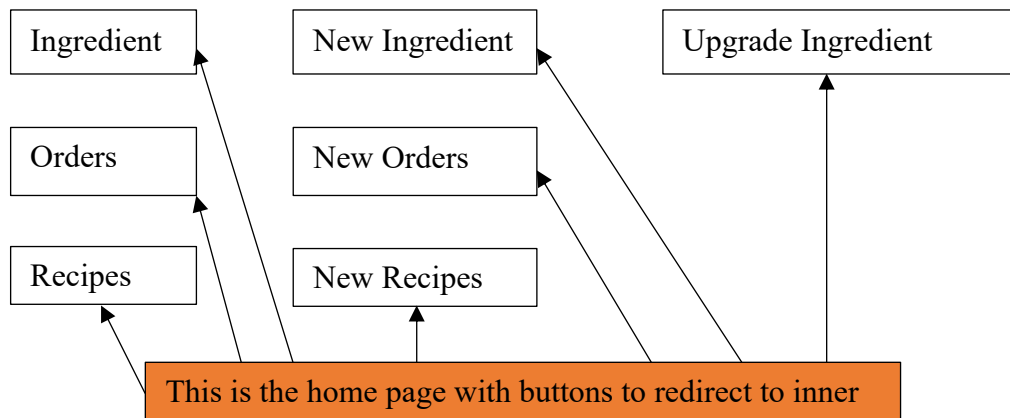 Ingredient
New Ingredient
Upgrade Ingredient
Orders
New Orders
Recipes
New Recipes
This is the home page with buttons to redirect to inner